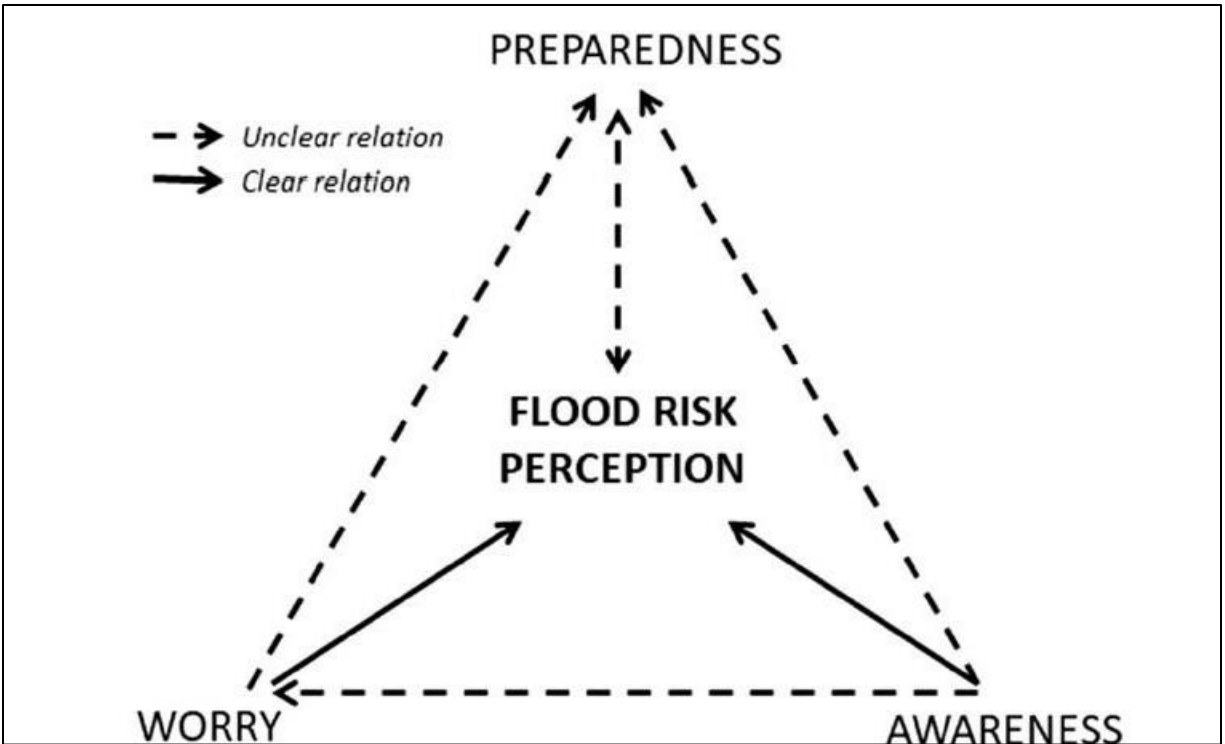 PREPAREDNESS
Unclear relation
Clear relation
FLOOD RISK
PERCEPTION
WORRY
AWARENESS